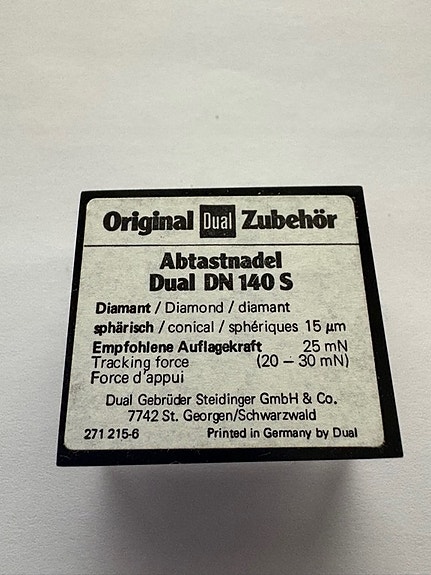 Original Dual Zubehör
Abtastnadel
Dual DN 140 S
Diamant / Diamond / diamant
sphärisch / conical / sphériques 15 µm
Empfohlene Auflagekraft 25 mN
Tracking force (20 – 30 mN)
Force d'appui
Dual Gebrüder Steidinger GmbH & Co.
7742 St. Georgen/Schwarzwald
271 215-6 Printed in Germany by Dual